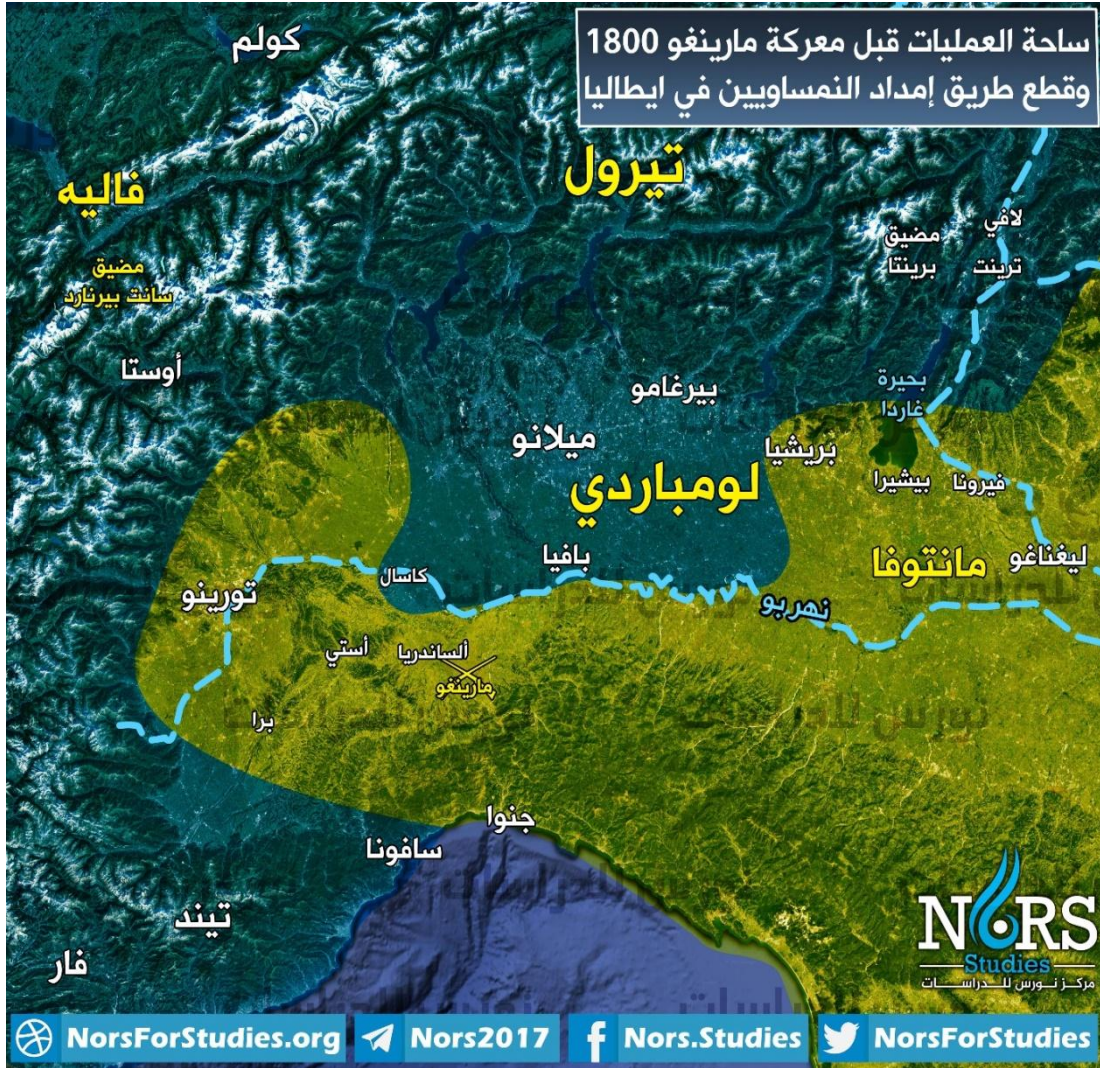 ساحة العمليات قبل معركة مارينغو 1800
وقطع طريق إمداد النمساويين في ايطاليا
كولم
تيرول
فاليه
لافي
مضيق
برينتا
ترينت
مضيق
سانت بيرنارد
أوستا
بحيرة
غاردا
بيرغامو
ميلانو
بريشيا
لومباردي
بيشيرا
فيرونا
ليغناغو
مانتوفا
بافيا
كاسال
تورينو
نهربو
أستي
ألساندريا
مارينغو
برا
جنوا
سافونا
تيند
فار
NORS
Studies
مركز نورس للدراسات
NorsForStudies.org
Nors2017
Nors.Studies
NorsForStudies